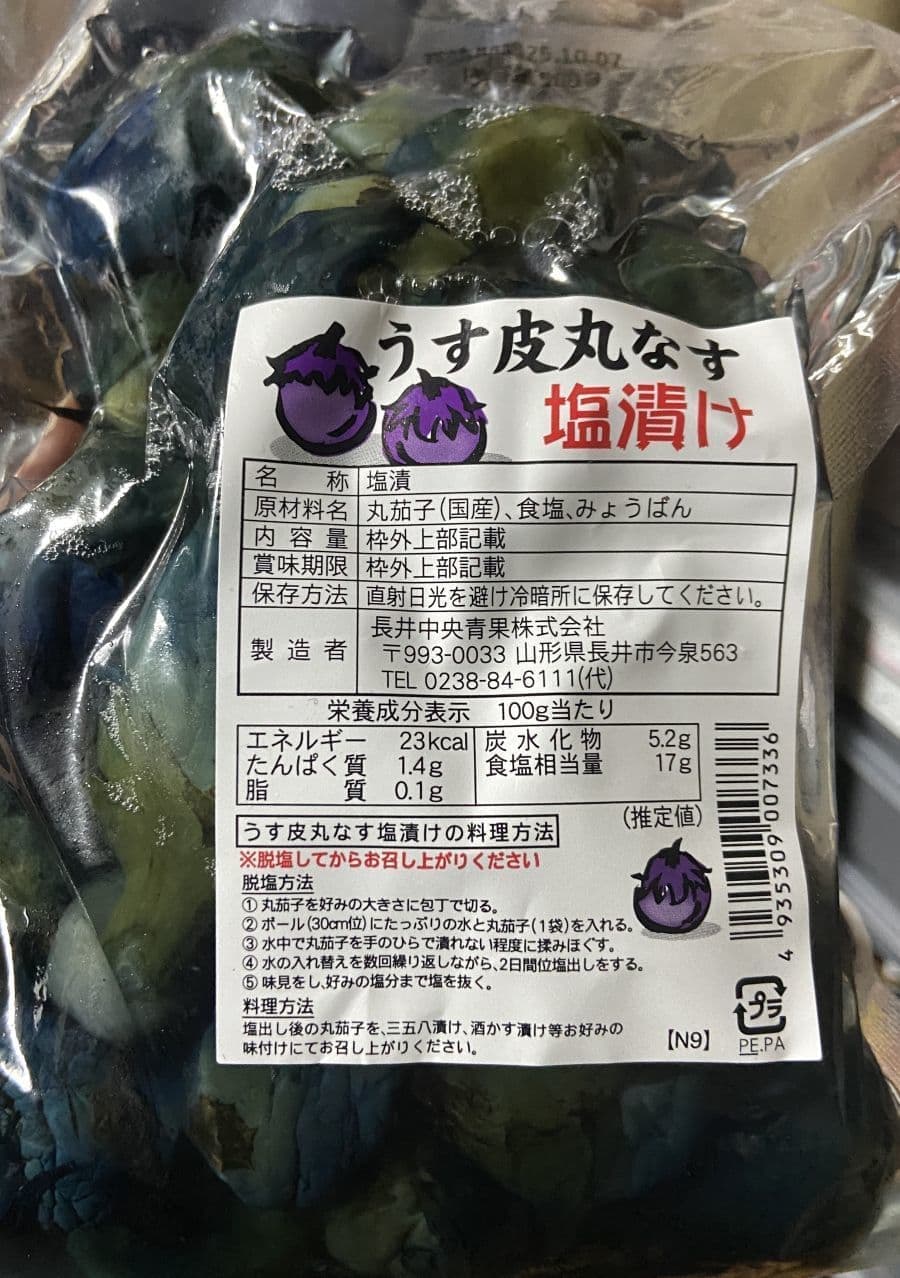 25.10.07
うす皮丸なす
塩漬け
名称 塩漬
原材料名 丸茄子(国産)、食塩、みょうばん
内容量 枠外上部記載
賞味期限 枠外上部記載
保存方法 直射日光を避け冷暗所に保存してください。
製造者 長井中央青果株式会社
〒993-0033 山形県長井市今泉563
TEL 0238-84-6111(代)
栄養成分表示 100g当たり
エネルギー 23kcal 炭水化物 5.2g
たんぱく質 1.4g 食塩相当量 17g
脂質 0.1g
(推定値)
うす皮丸なす塩漬けの料理方法
※脱塩してからお召し上がりください
脱塩方法
① 丸茄子を好みの大きさに包丁で切る。
② ボール(30cm位)にたっぷりの水と丸茄子(1袋)を入れる。
③ 水中で丸茄子を手のひらで潰れない程度に揉みほぐす。
④ 水の入れ替えを数回繰り返しながら、2日間位塩出しをする。
⑤ 味見をし、好みの塩分まで塩を抜く。
料理方法
塩出し後の丸茄子を、三五八漬け、酒かす漬け等お好みの
味付けにてお召し上がりください。
【N9】
プラ
PE.PA
4 935309 007336